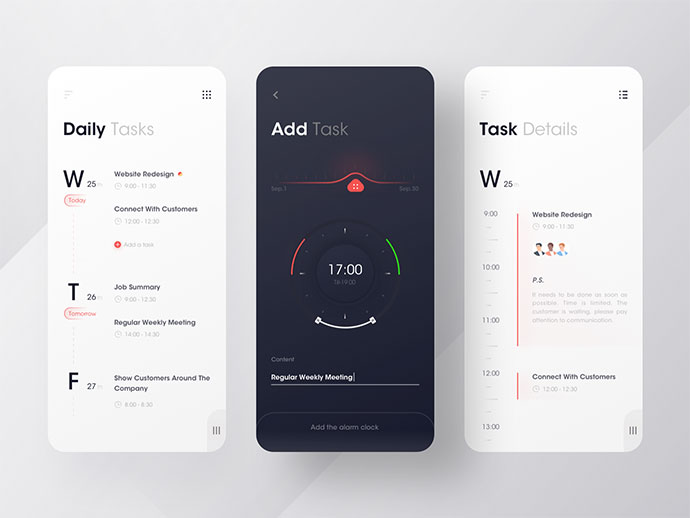 Daily Tasks
W 25 th
Today
Website Redesign
9:00 - 11:30
Connect With Customers
12:00 - 12:30
Add a task
T 26 th
Tomorrow
Job Summary
9:00 - 12:30
Regular Weekly Meeting
14:00 - 14:30
F 27 th
Show Customers Around The
Company
8:00 - 8:30
Add Task
Sep.1
Sep.30
17:00
Till 19:00
Content
Regular Weekly Meeting
Add the alarm clock
Task Details
W 25 th
9:00
Website Redesign
9:00 - 11:30
10:00
P.S.
It needs to be done as soon as
possible. Time is limited. The
customer is waiting, please pay
attention to communication.
11:00
12:00
Connect With Customers
12:00 - 12:30
13:00